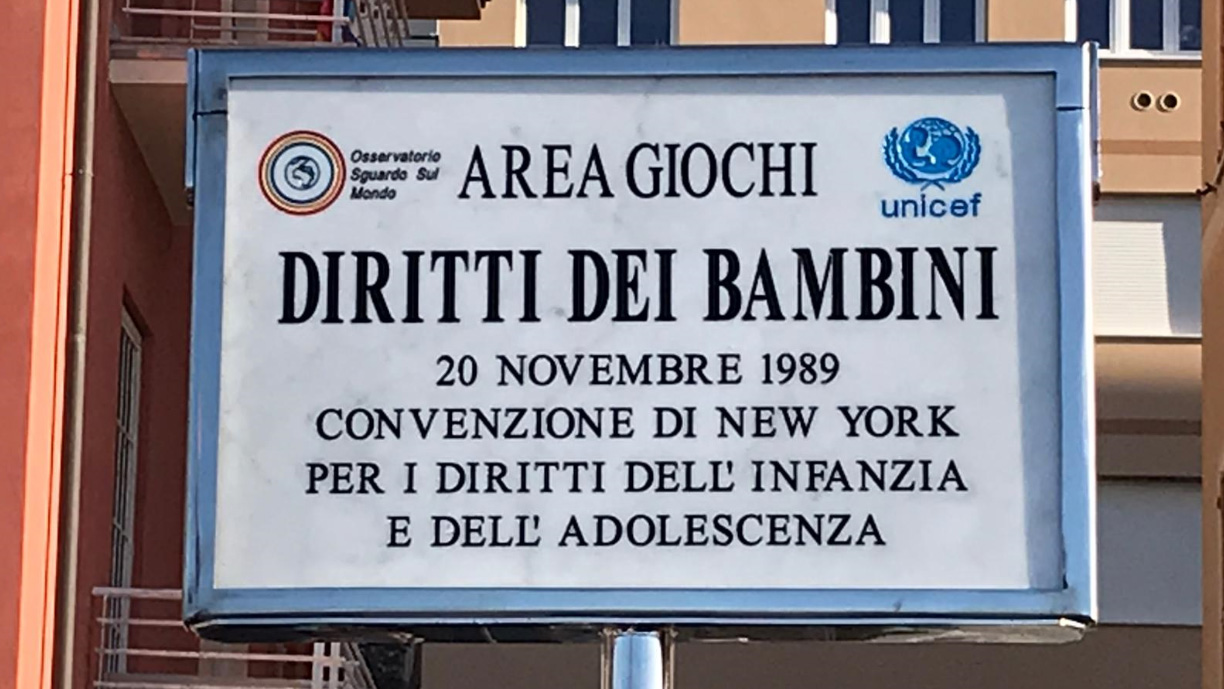 Osservatorio
Sguardo Sul
Mondo
AREA GIOCHI
unicef
DIRITTI DEI BAMBINI
20 NOVEMBRE 1989
CONVENZIONE DI NEW YORK
PER I DIRITTI DELL' INFANZIA
E DELL' ADOLESCENZA